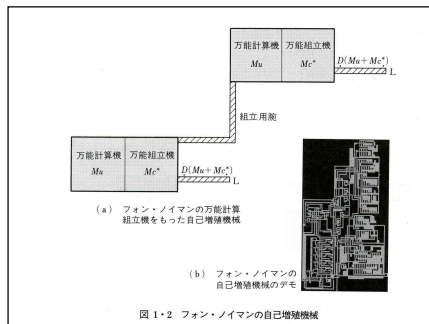 万能計算機 万能組立機
Mu Mc*
D(Mu+Mc*)
L
組立用腕
万能計算機 万能組立機
Mu Mc*
D(Mu+Mc*)
L
(a) フォン・ノイマンの万能計算
組立機をもった自己増殖機械
(b) フォン・ノイマンの
自己増殖機械のデモ
図 1・2 フォン・ノイマンの自己増殖機械